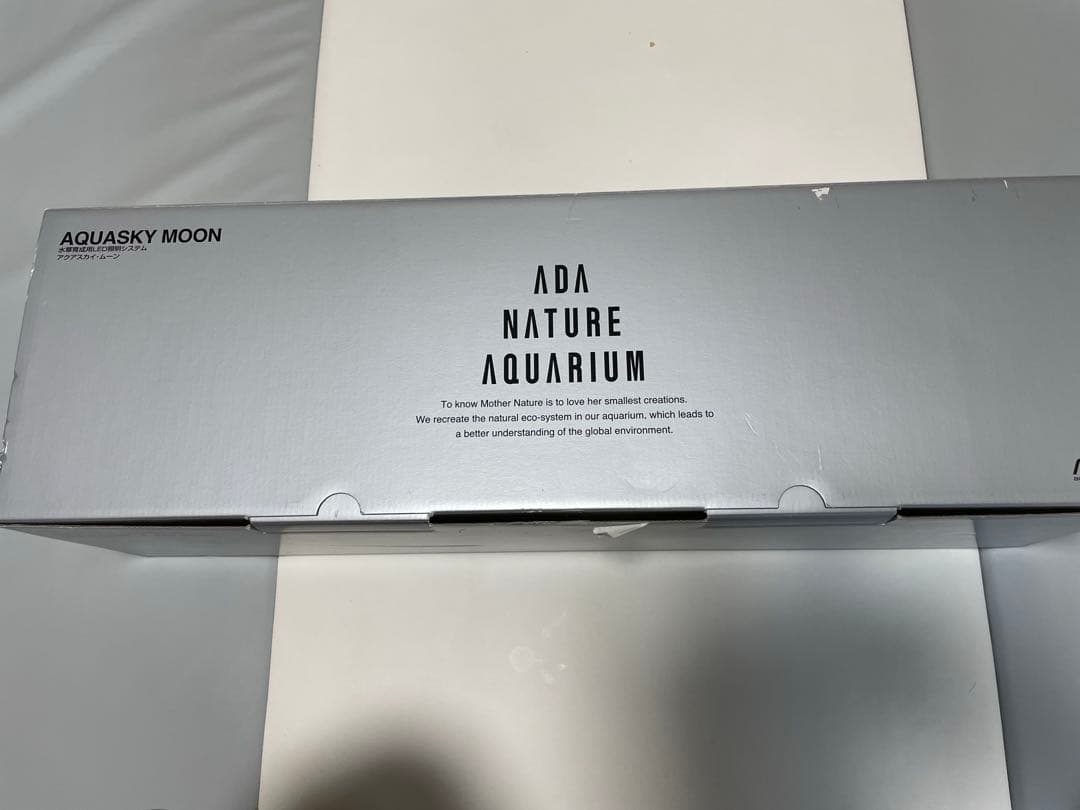 AQUASKY MOON
水草育成用LED照明システム
アクアスカイ・ムーン
ADA
NATURE
AQUARIUM
To know Mother Nature is to love her smallest creations.
We recreate the natural eco-system in our aquarium, which leads to
a better understanding of the global environment.